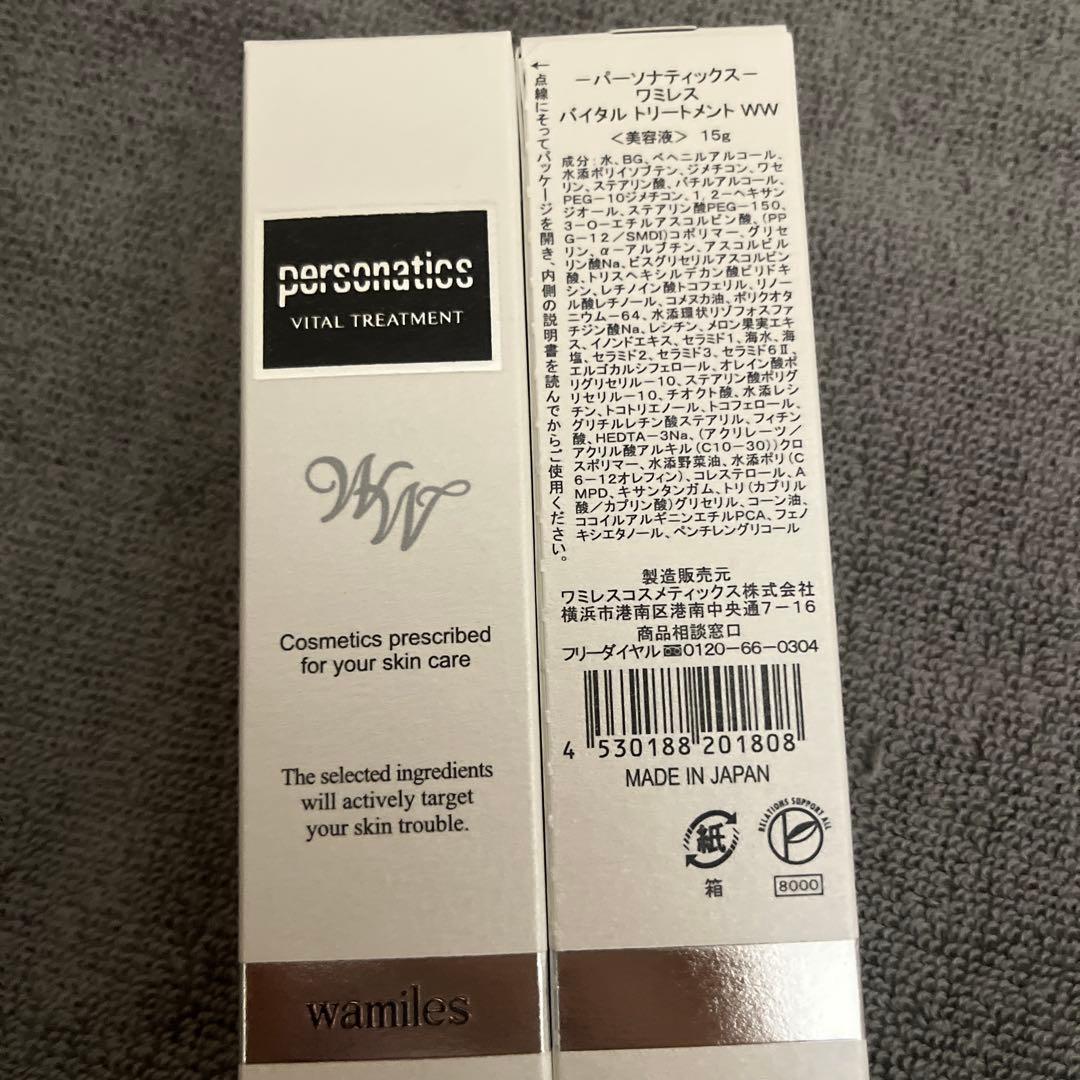 personatics
VITAL TREATMENT
WW
Cosmetics prescribed
for your skin care
The selected ingredients
will actively target
your skin trouble.
wamiles
←点線にそってパッケージを開き、内側の説明書を読んでからご使用ください。
－パーソナティックス－
ワミレス
バイタル トリートメント WW
＜美容液＞ 15g
成分：水、BG、ベヘニルアルコール、
水添ポリイソブテン、ジメチコン、ワセ
リン、ステアリン酸、バチルアルコール、
PEG-10ジメチコン、1，2-ヘキサン
ジオール、ステアリン酸PEG-150、
3-O-エチルアスコルビン酸、（PP
G-12／SMDI）コポリマー、グリセ
リン、α-アルブチン、アスコルビル
リン酸Na、ビスグリセリルアスコルビン
酸、トリスヘキシルデカン酸ピリドキ
シン、レチノイン酸トコフェリル、リノー
ル酸レチノール、コメヌカ油、ポリクオタ
ニウム-64、水添環状リゾフォスファ
チジン酸Na、レシチン、メロン果実エキ
ス、イノンドエキス、セラミド1、海水、海
塩、セラミド2、セラミド3、セラミド6Ⅱ、
エルゴカルシフェロール、オレイン酸ポ
リグリセリル-10、ステアリン酸ポリグ
リセリル-10、チオクト酸、水添レシ
チン、トコトリエノール、トコフェロール、
グリチルレチン酸ステアリル、フィチン
酸、HEDTA-3Na、（アクリレーツ／
アクリル酸アルキル（C10-30））クロ
スポリマー、水添野菜油、水添ポリ（C
6-12オレフィン）、コレステロール、A
MPD、キサンタンガム、トリ（カプリル
酸／カプリン酸）グリセリル、コーン油、
ココイルアルギニンエチルPCA、フェノ
キシエタノール、ペンチレングリコール
製造販売元
ワミレスコスメティックス株式会社
横浜市港南区港南中央通7-16
商品相談窓口
フリーダイヤル 0120-66-0304
4 530188 201808
MADE IN JAPAN
紙
箱
RELATIONS SUPPORT ALL
8000